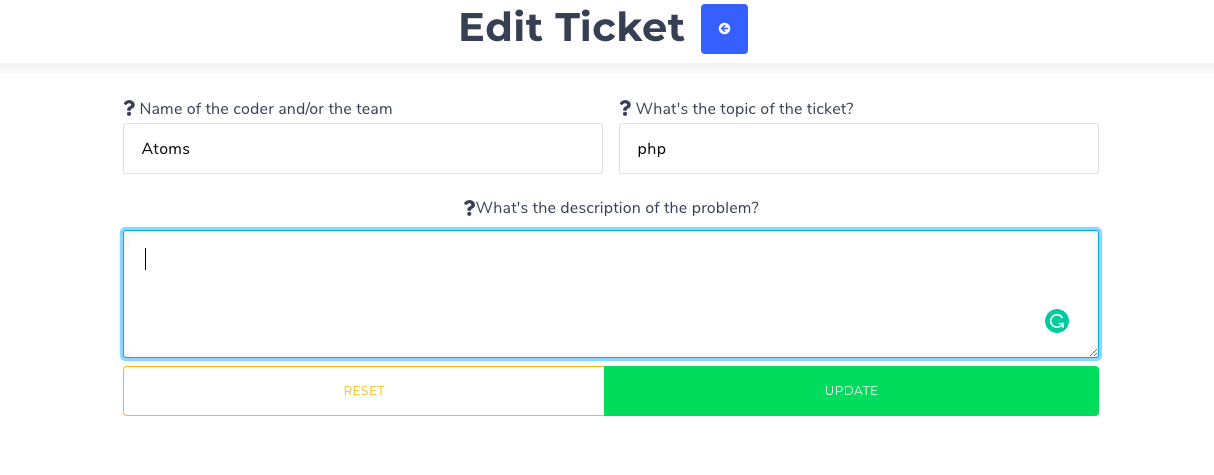 Edit Ticket
? Name of the coder and/or the team
? What's the topic of the ticket?
Atoms
php
?What's the description of the problem?
RESET
UPDATE